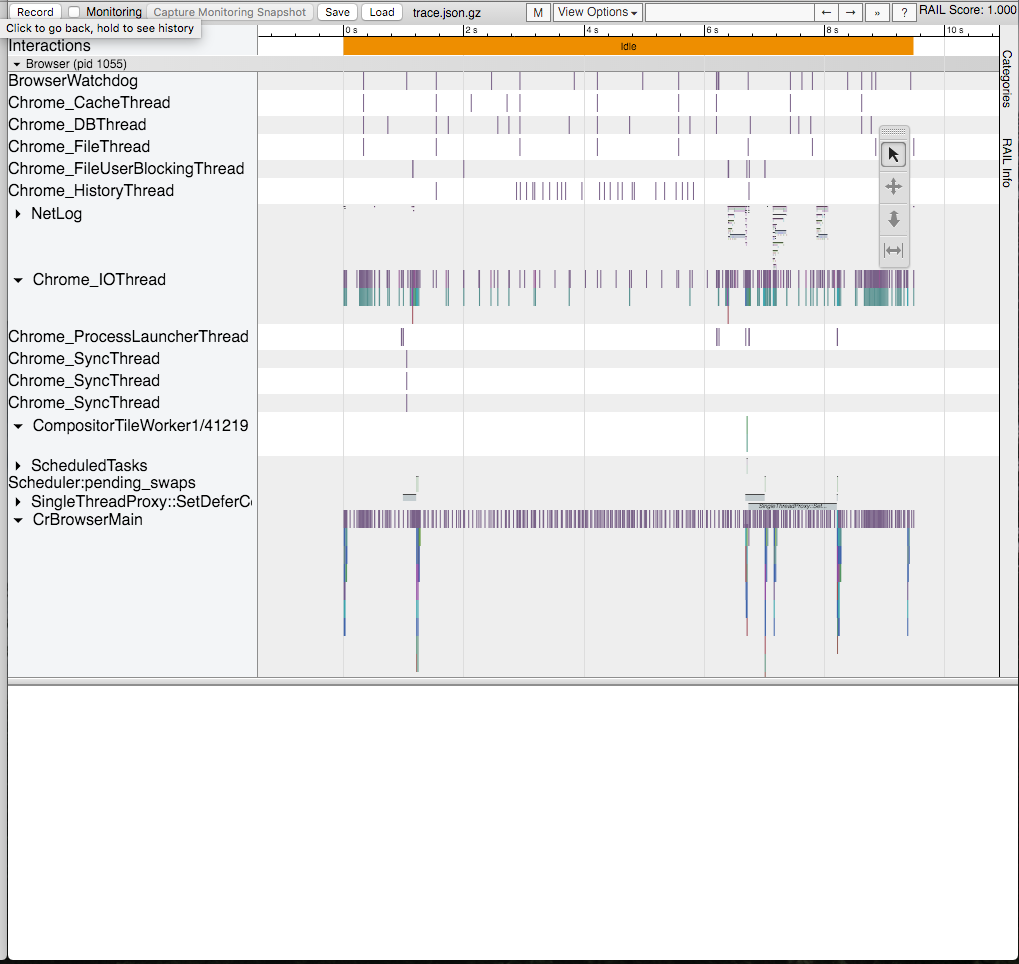 Record Monitoring Capture Monitoring Snapshot Save Load trace.json.gz M View Options ← → » ? RAIL Score: 1.000
Click to go back, hold to see history
0 s 2 s 4 s 6 s 8 s 10 s
Interactions Idle
Browser (pid 1055)
BrowserWatchdog
Chrome_CacheThread
Chrome_DBThread
Chrome_FileThread
Chrome_FileUserBlockingThread
Chrome_HistoryThread
NetLog
Chrome_IOThread
Chrome_ProcessLauncherThread
Chrome_SyncThread
Chrome_SyncThread
Chrome_SyncThread
CompositorTileWorker1/41219
ScheduledTasks
Scheduler:pending_swaps
SingleThreadProxy::SetDeferC
SingleThreadProxy::Set...
CrBrowserMain
Categories
RAIL Info